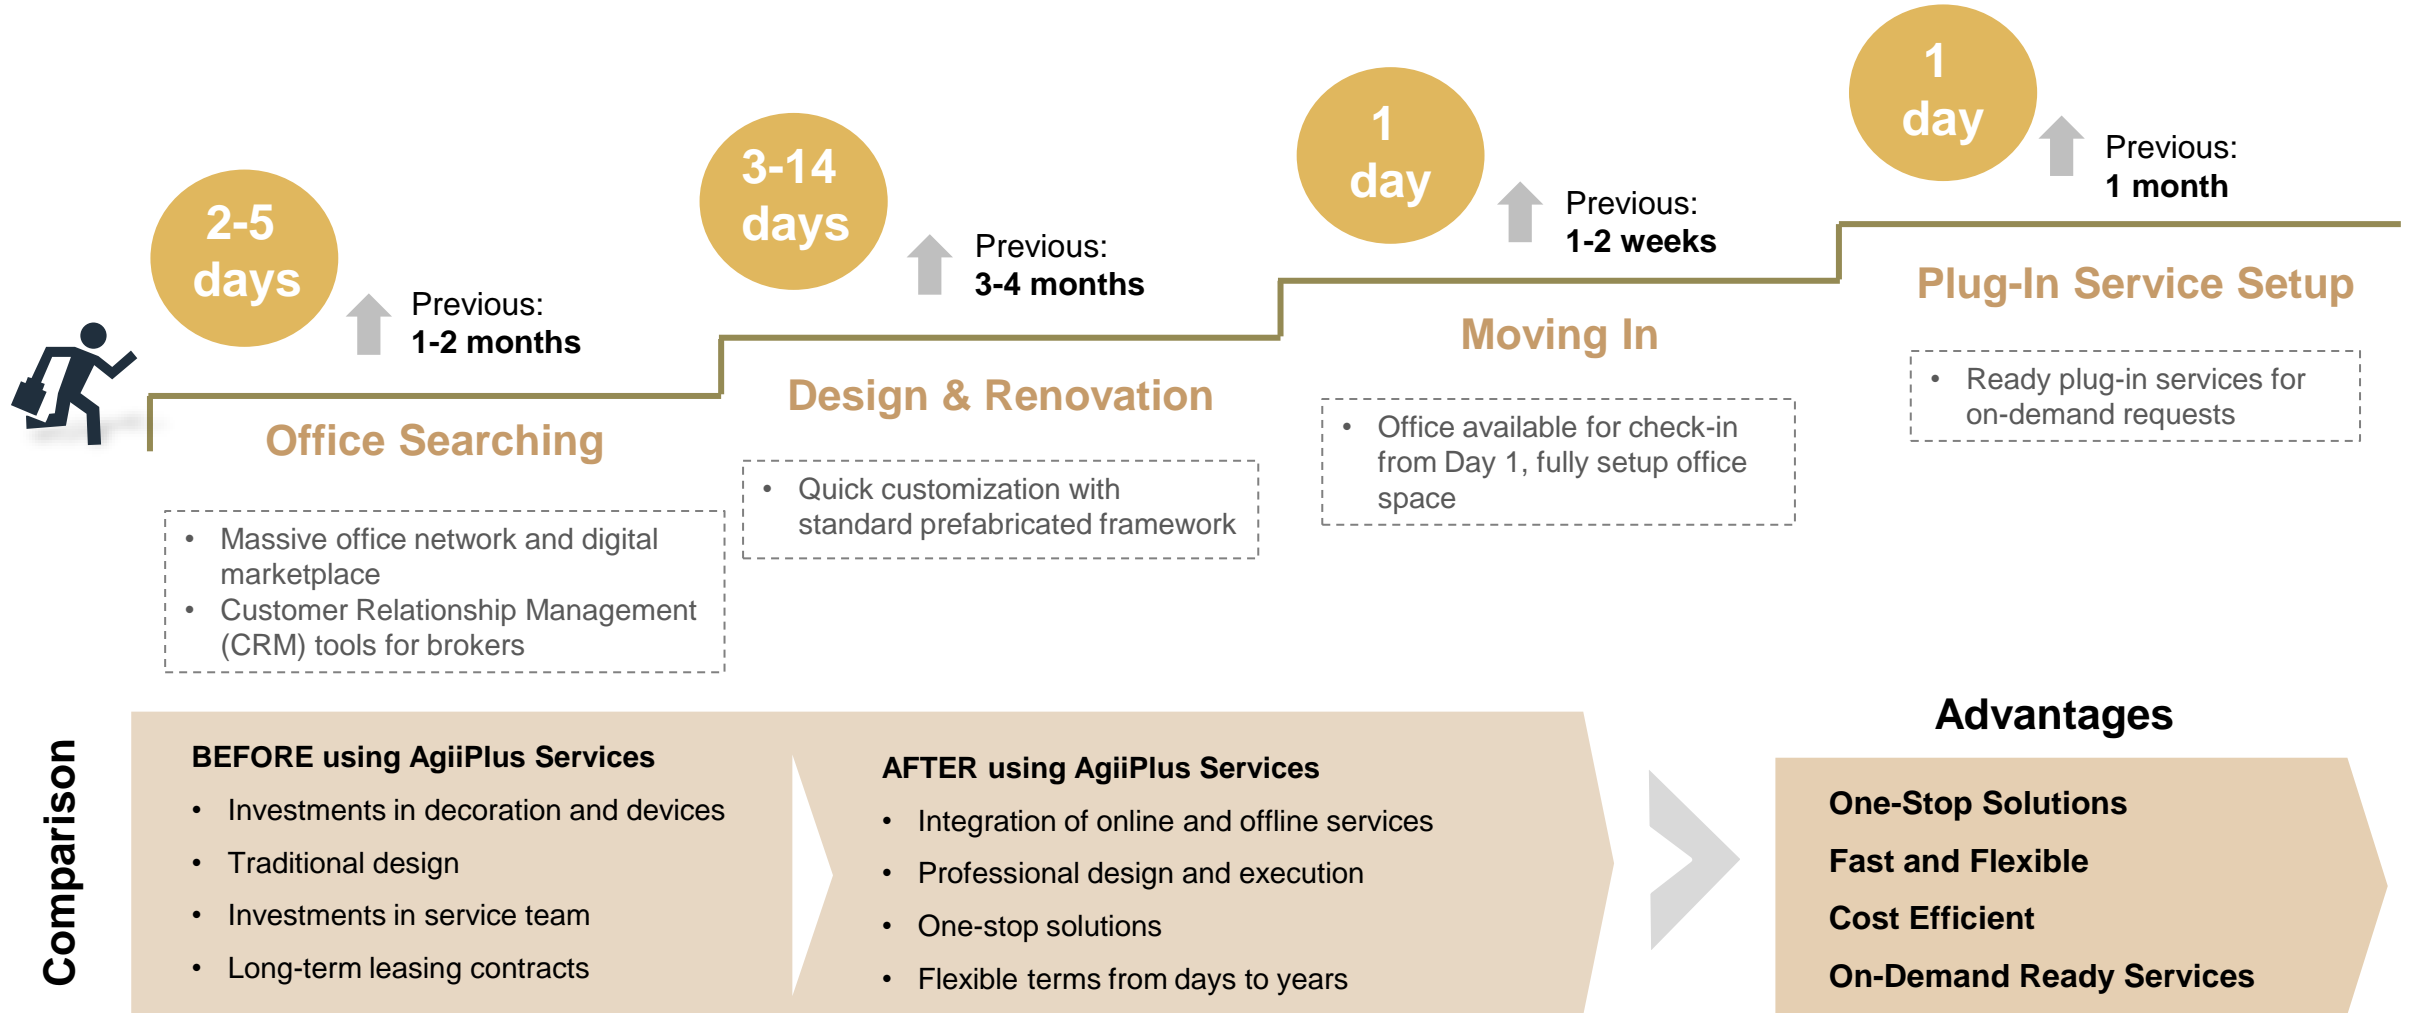 2-5
days
Previous:
1-2 months
Office Searching
• Massive office network and digital
marketplace
• Customer Relationship Management
(CRM) tools for brokers
3-14
days
Previous:
3-4 months
Design & Renovation
• Quick customization with
standard prefabricated framework
1
day
Previous:
1-2 weeks
Moving In
• Office available for check-in
from Day 1, fully setup office
space
1
day
Previous:
1 month
Plug-In Service Setup
• Ready plug-in services for
on-demand requests
Comparison
BEFORE using AgiiPlus Services
• Investments in decoration and devices
• Traditional design
• Investments in service team
• Long-term leasing contracts
AFTER using AgiiPlus Services
• Integration of online and offline services
• Professional design and execution
• One-stop solutions
• Flexible terms from days to years
Advantages
One-Stop Solutions
Fast and Flexible
Cost Efficient
On-Demand Ready Services